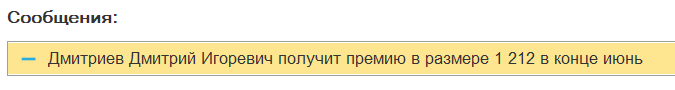 Сообщения:
Дмитриев Дмитрий Игоревич получит премию в размере 1 212 в конце июнь